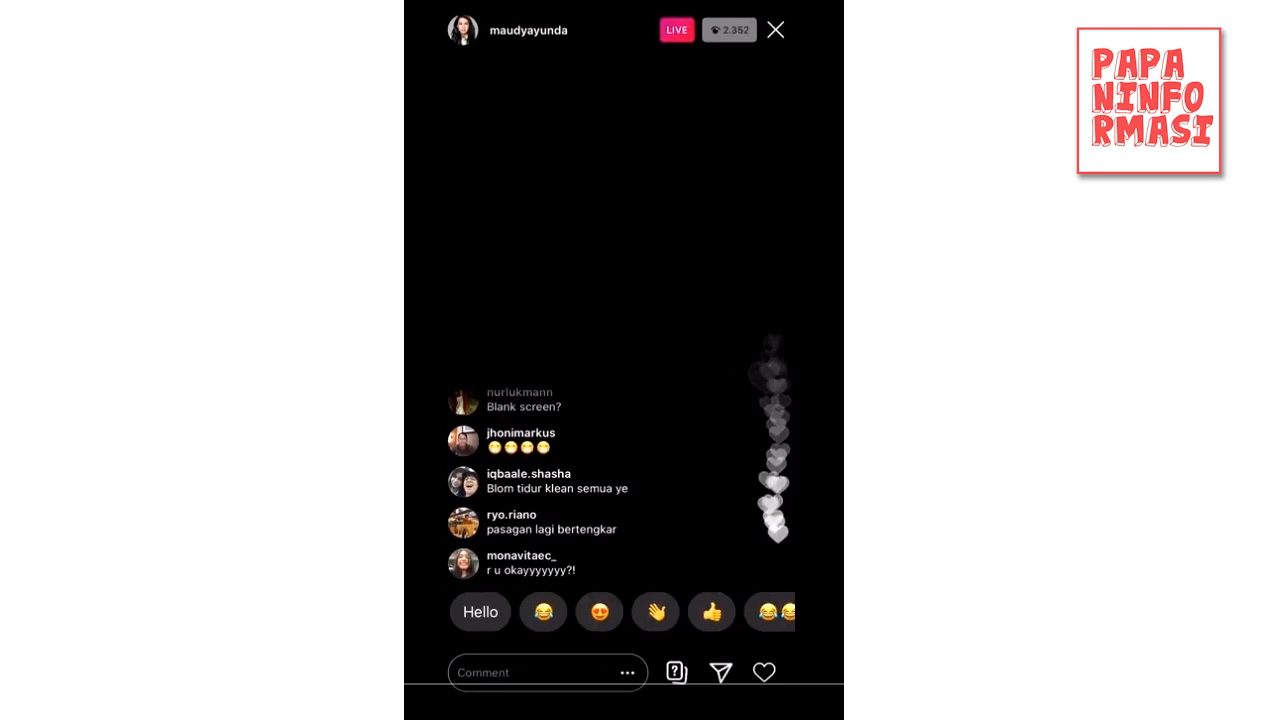 maudyayunda
LIVE
2.352
PAPA
NINFO
RMASI
nurlukmann
Blank screen?
jhonimarkus
😁😁😁😁
iqbaale.shasha
Blom tidur klean semua ye
ryo.riano
pasagan lagi bertengkar
monavitaec_
r u okayyyyyyy?!
Hello 😂 😍 👋 👍 😂😂
Comment